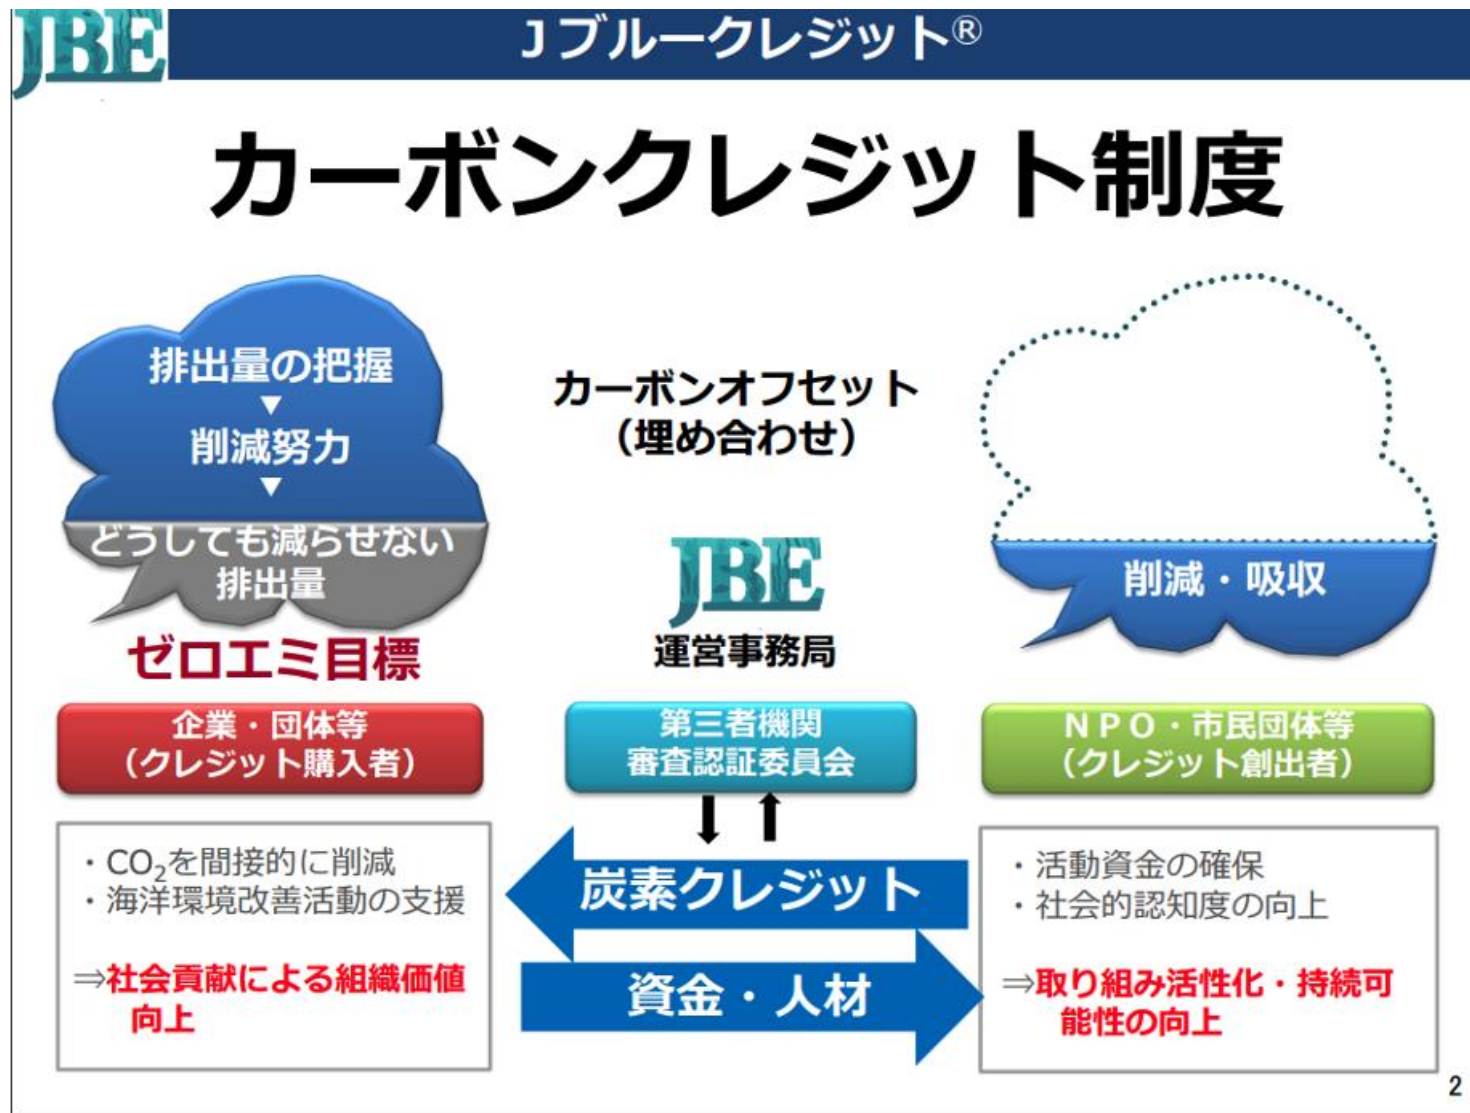 JBE
Jブルークレジット®
カーボンクレジット制度
排出量の把握
▼
削減努力
▼
どうしても減らせない
排出量
ゼロエミ目標
カーボンオフセット
（埋め合わせ）
JBE
運営事務局
削減・吸収
企業・団体等
（クレジット購入者）
第三者機関
審査認証委員会
ＮＰＯ・市民団体等
（クレジット創出者）
・CO₂を間接的に削減
・海洋環境改善活動の支援
⇒社会貢献による組織価値
向上
炭素クレジット
資金・人材
・活動資金の確保
・社会的認知度の向上
⇒取り組み活性化・持続可
能性の向上
2